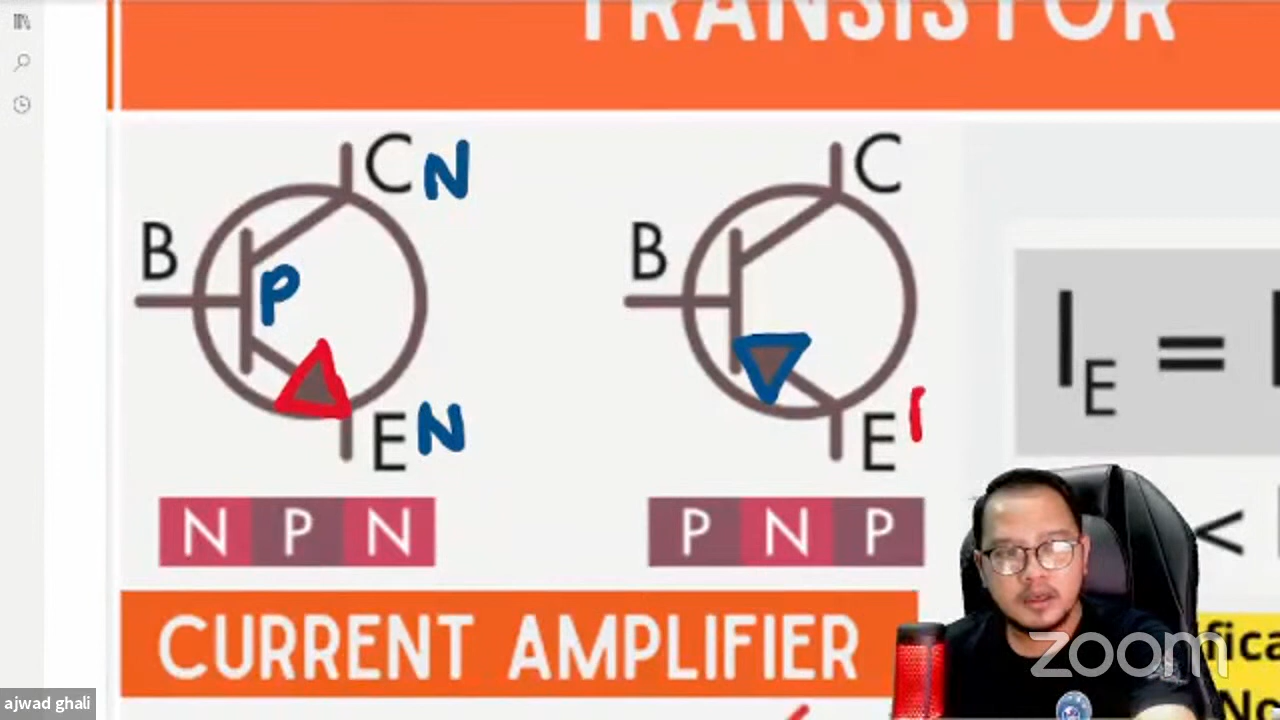 TRANSISTOR
C N
B
P
E N
C
B
E
I E =
N P N
P N P
<
CURRENT AMPLIFIER
zoom
ajwad ghali